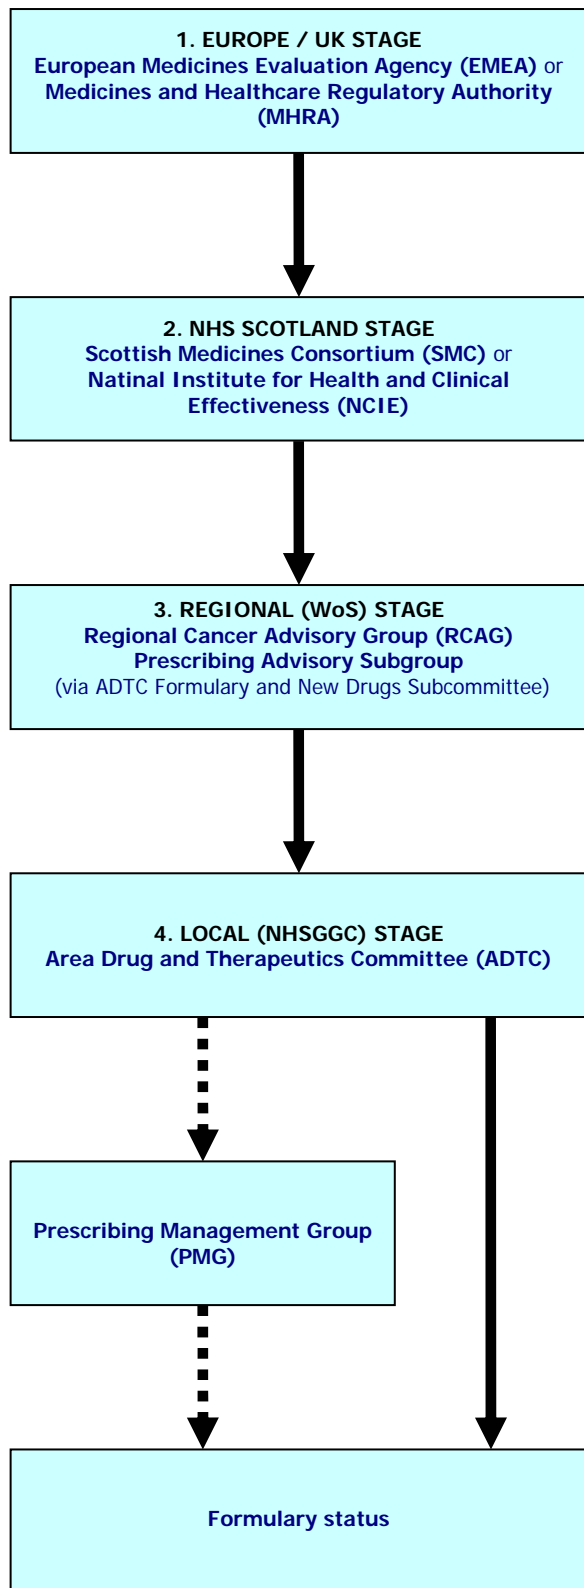 1. EUROPE / UK STAGE
European Medicines Evaluation Agency (EMEA) or
Medicines and Healthcare Regulatory Authority
(MHRA)
2. NHS SCOTLAND STAGE
Scottish Medicines Consortium (SMC) or
Natinal Institute for Health and Clinical
Effectiveness (NCIE)
3. REGIONAL (WoS) STAGE
Regional Cancer Advisory Group (RCAG)
Prescribing Advisory Subgroup
(via ADTC Formulary and New Drugs Subcommittee)
4. LOCAL (NHSGGC) STAGE
Area Drug and Therapeutics Committee (ADTC)
Prescribing Management Group
(PMG)
Formulary status